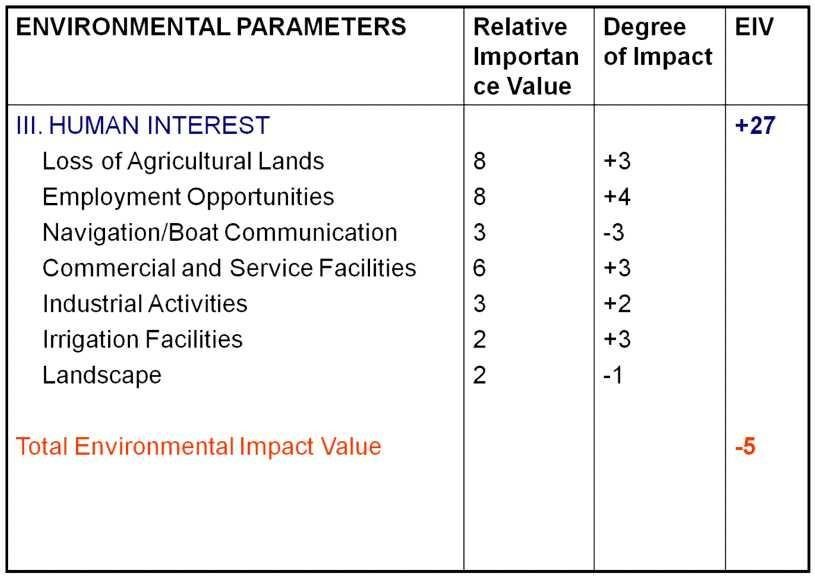 ENVIRONMENTAL PARAMETERS Relative Importan ce Value Degree of Impact EIV
III. HUMAN INTEREST +27
Loss of Agricultural Lands 8 +3
Employment Opportunities 8 +4
Navigation/Boat Communication 3 -3
Commercial and Service Facilities 6 +3
Industrial Activities 3 +2
Irrigation Facilities 2 +3
Landscape 2 -1
Total Environmental Impact Value -5